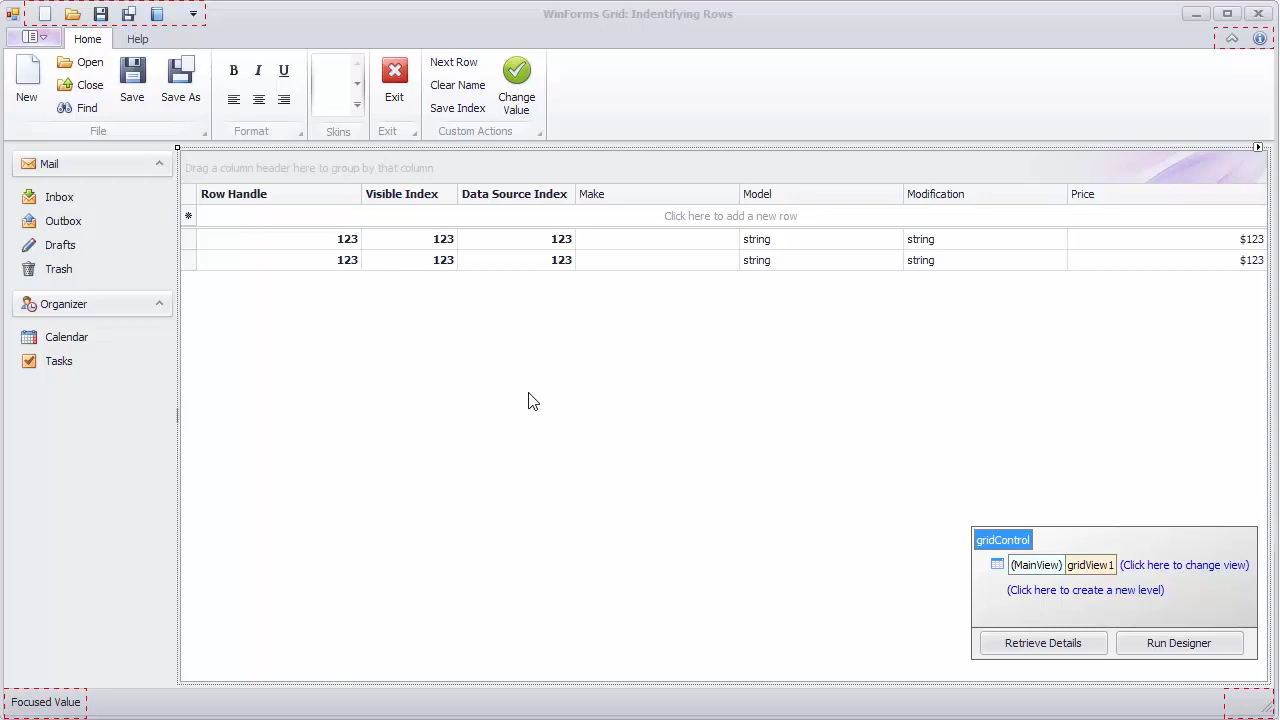 WinForms Grid: Indentifying Rows
Home Help
New
Open
Close
Find
Save
Save As
File
B I U
Format
Skins
Exit
Exit
Next Row
Clear Name
Save Index
Change Value
Custom Actions
Mail
Inbox
Outbox
Drafts
Trash
Organizer
Calendar
Tasks
Drag a column header here to group by that column
Row Handle Visible Index Data Source Index Make Model Modification Price
Click here to add a new row
123 123 123 string string $123
123 123 123 string string $123
gridControl
(MainView) gridView1 (Click here to change view)
(Click here to create a new level)
Retrieve Details Run Designer
Focused Value